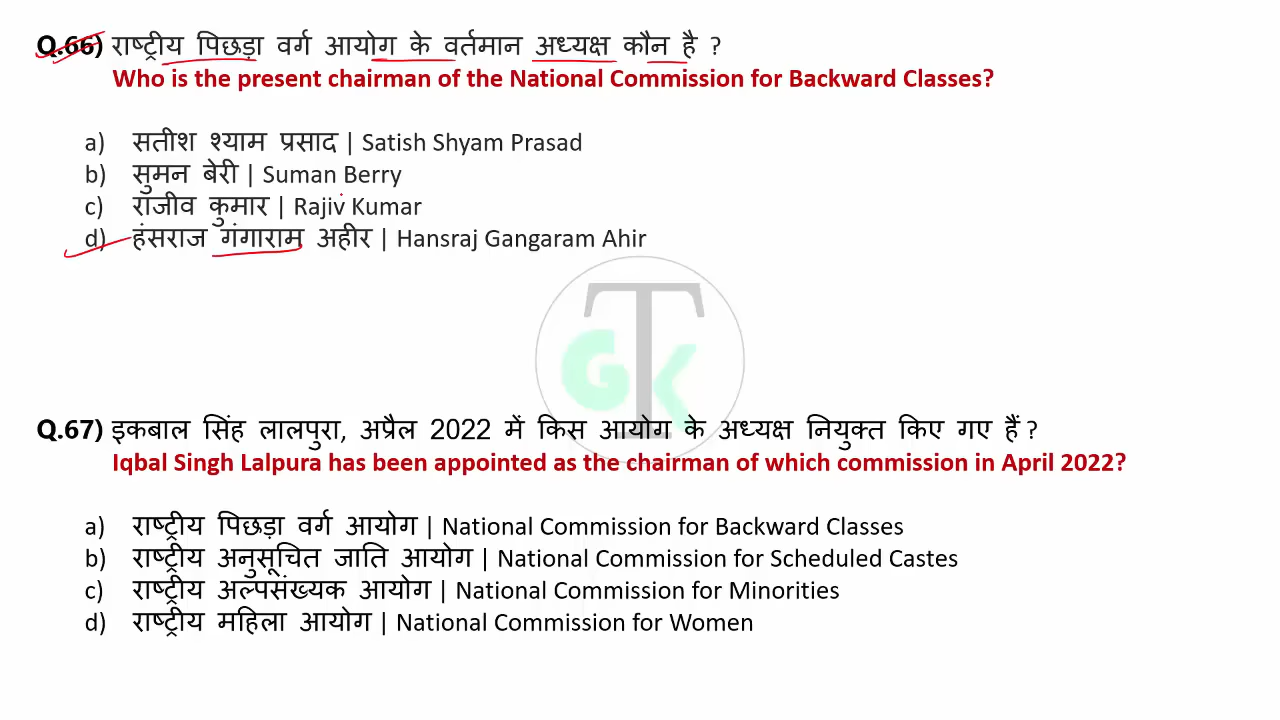 Q.66) राष्ट्रीय पिछड़ा वर्ग आयोग के वर्तमान अध्यक्ष कौन है ?
Who is the present chairman of the National Commission for Backward Classes?
a) सतीश श्याम प्रसाद | Satish Shyam Prasad
b) सुमन बेरी | Suman Berry
c) राजीव कुमार | Rajiv Kumar
d) हंसराज गंगाराम अहीर | Hansraj Gangaram Ahir
GTK
Q.67) इकबाल सिंह लालपुरा, अप्रैल 2022 में किस आयोग के अध्यक्ष नियुक्त किए गए हैं ?
Iqbal Singh Lalpura has been appointed as the chairman of which commission in April 2022?
a) राष्ट्रीय पिछड़ा वर्ग आयोग | National Commission for Backward Classes
b) राष्ट्रीय अनुसूचित जाति आयोग | National Commission for Scheduled Castes
c) राष्ट्रीय अल्पसंख्यक आयोग | National Commission for Minorities
d) राष्ट्रीय महिला आयोग | National Commission for Women